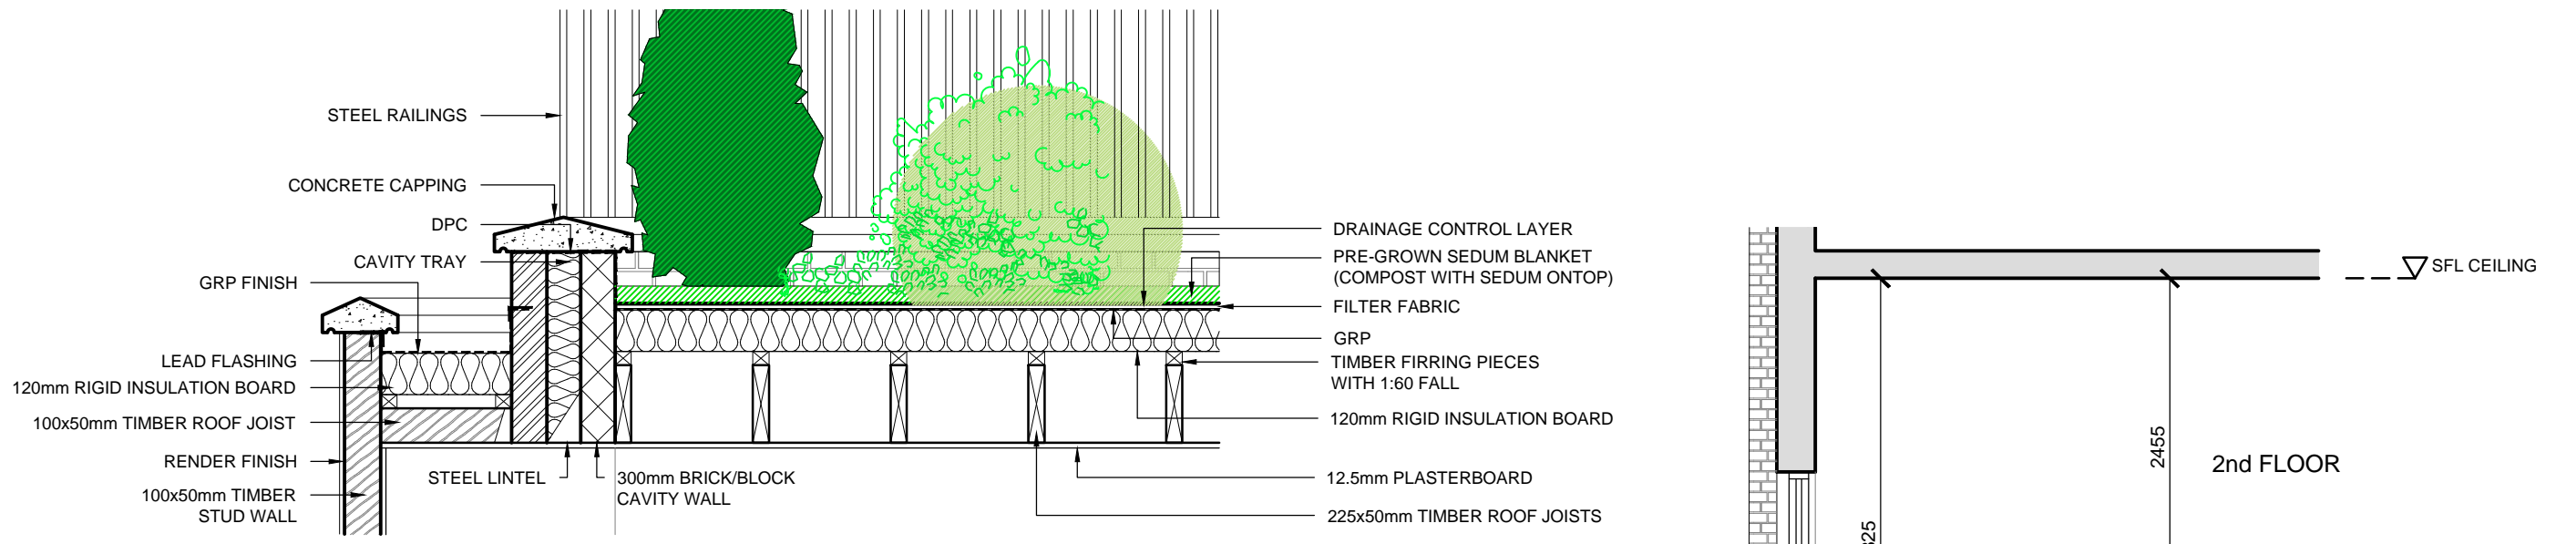 STEEL RAILINGS
CONCRETE CAPPING
DPC
CAVITY TRAY
GRP FINISH
LEAD FLASHING
120mm RIGID INSULATION BOARD
100x50mm TIMBER ROOF JOIST
RENDER FINISH
100x50mm TIMBER
STUD WALL
STEEL LINTEL
300mm BRICK/BLOCK
CAVITY WALL
DRAINAGE CONTROL LAYER
PRE-GROWN SEDUM BLANKET
(COMPOST WITH SEDUM ONTOP)
FILTER FABRIC
GRP
TIMBER FIRRING PIECES
WITH 1:60 FALL
120mm RIGID INSULATION BOARD
12.5mm PLASTERBOARD
225x50mm TIMBER ROOF JOISTS
SFL CEILING
2455
2nd FLOOR